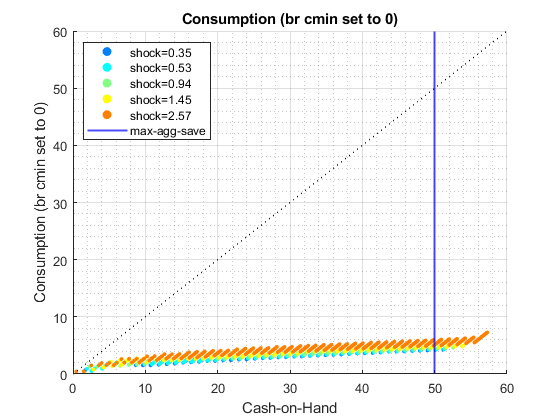 Consumption (br cmin set to 0)
60
50
40
30
20
10
0
Consumption (br cmin set to 0)
shock=0.35
shock=0.53
shock=0.94
shock=1.45
shock=2.57
max-agg-save
0 10 20 30 40 50 60
Cash-on-Hand